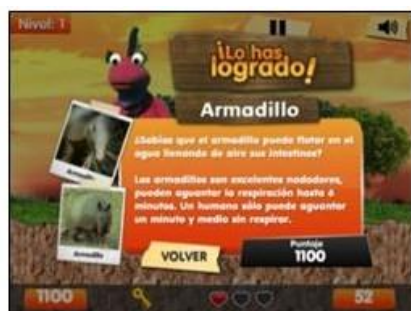 Nivel: 1
¡Lo has
logrado!
Armadillo
¿Sabías que el armadillo puede flotar en el
agua llenando de aire sus intestinos?
Los armadillos son excelentes nadadores,
pueden aguantar la respiración hasta 6
minutos. Un humano sólo puede aguantar
un minuto y medio sin respirar.
Armadillo
Armadillo
VOLVER
Puntaje
1100
1100
52